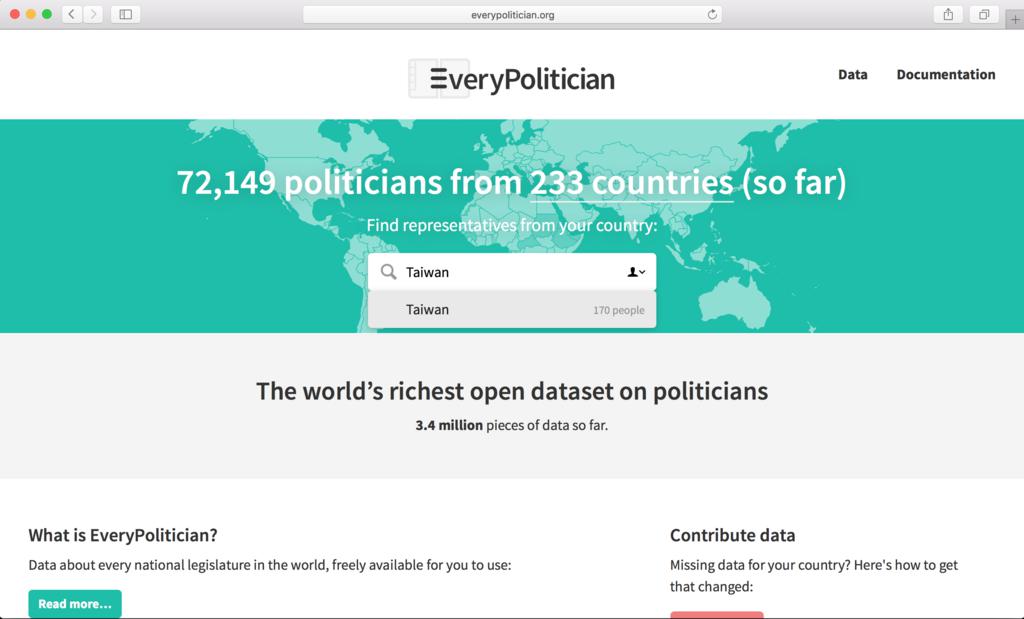 everypolitician.org
EveryPolitician
Data
Documentation
72,149 politicians from 233 countries (so far)
Find representatives from your country:
Taiwan
Taiwan 170 people
The world’s richest open dataset on politicians
3.4 million pieces of data so far.
What is EveryPolitician?
Data about every national legislature in the world, freely available for you to use:
Read more...
Contribute data
Missing data for your country? Here's how to get
that changed: